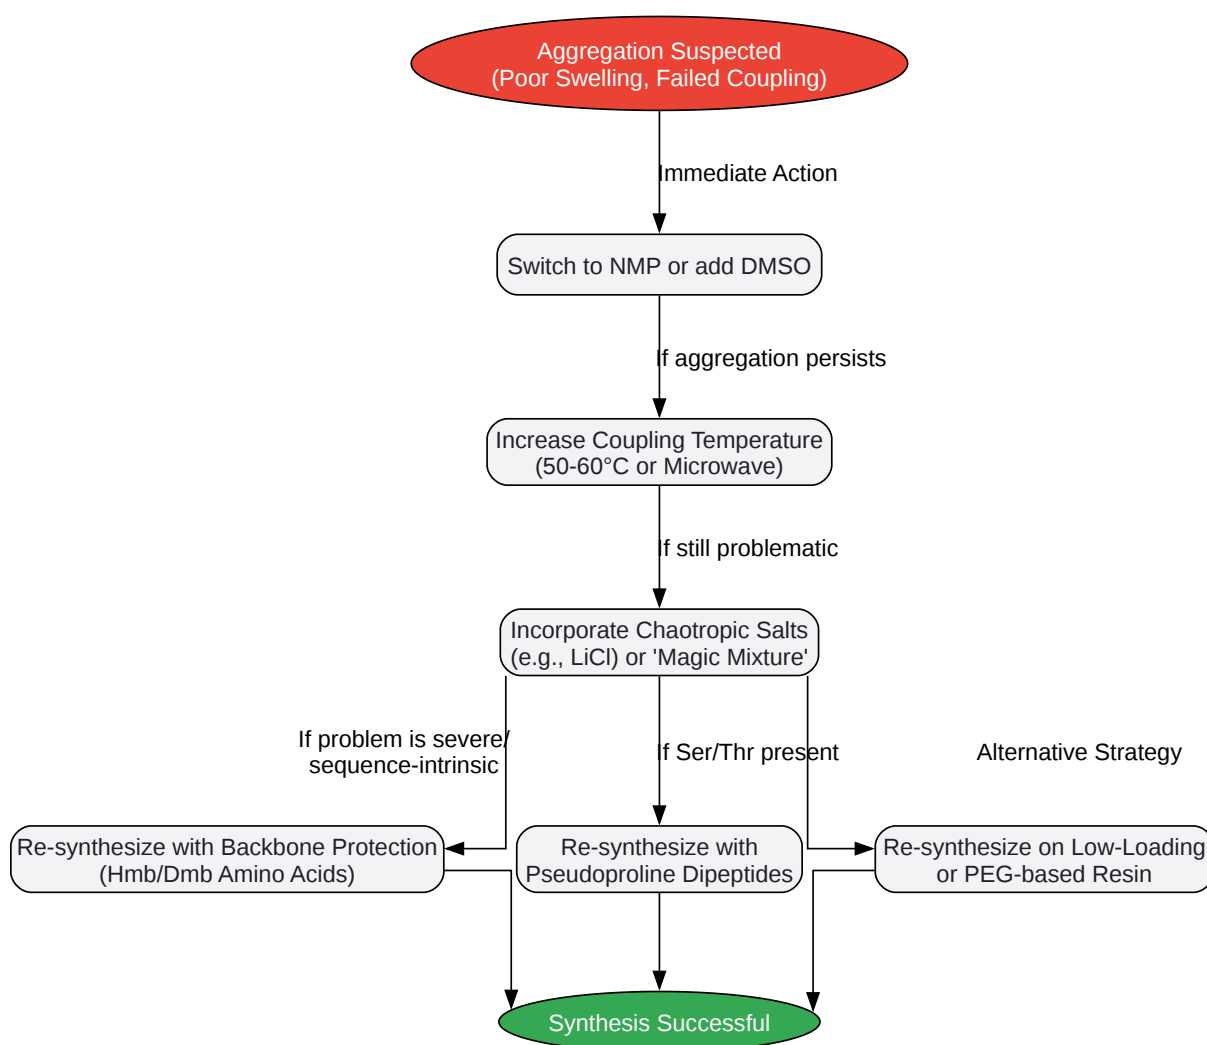 Aggregation Suspected
(Poor Swelling, Failed Coupling)
Immediate Action
Switch to NMP or add DMSO
If aggregation persists
Increase Coupling Temperature
(50-60°C or Microwave)
If still problematic
Incorporate Chaotropic Salts
(e.g., LiCl) or 'Magic Mixture'
If problem is severe/
sequence-intrinsic
If Ser/Thr present
Alternative Strategy
Re-synthesize with Backbone Protection
(Hmb/Dmb Amino Acids)
Re-synthesize with
Pseudoproline Dipeptides
Re-synthesize on Low-Loading
or PEG-based Resin
Synthesis Successful